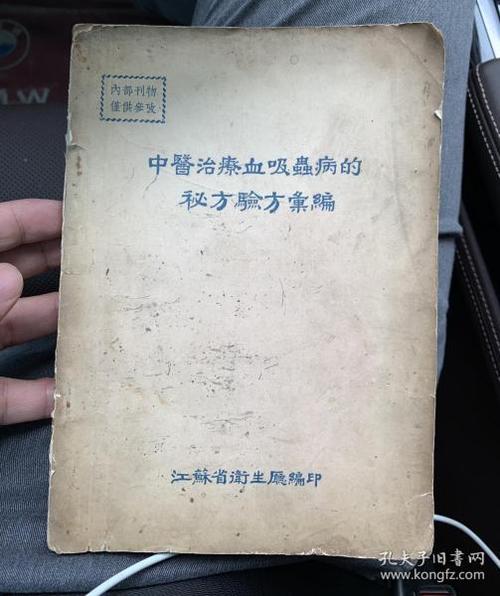 內部刊物
僅供參攷
中醫治療血吸蟲病的
祕方驗方彙編
江蘇省衛生廳編印
孔夫子旧书网
www.kongfz.com